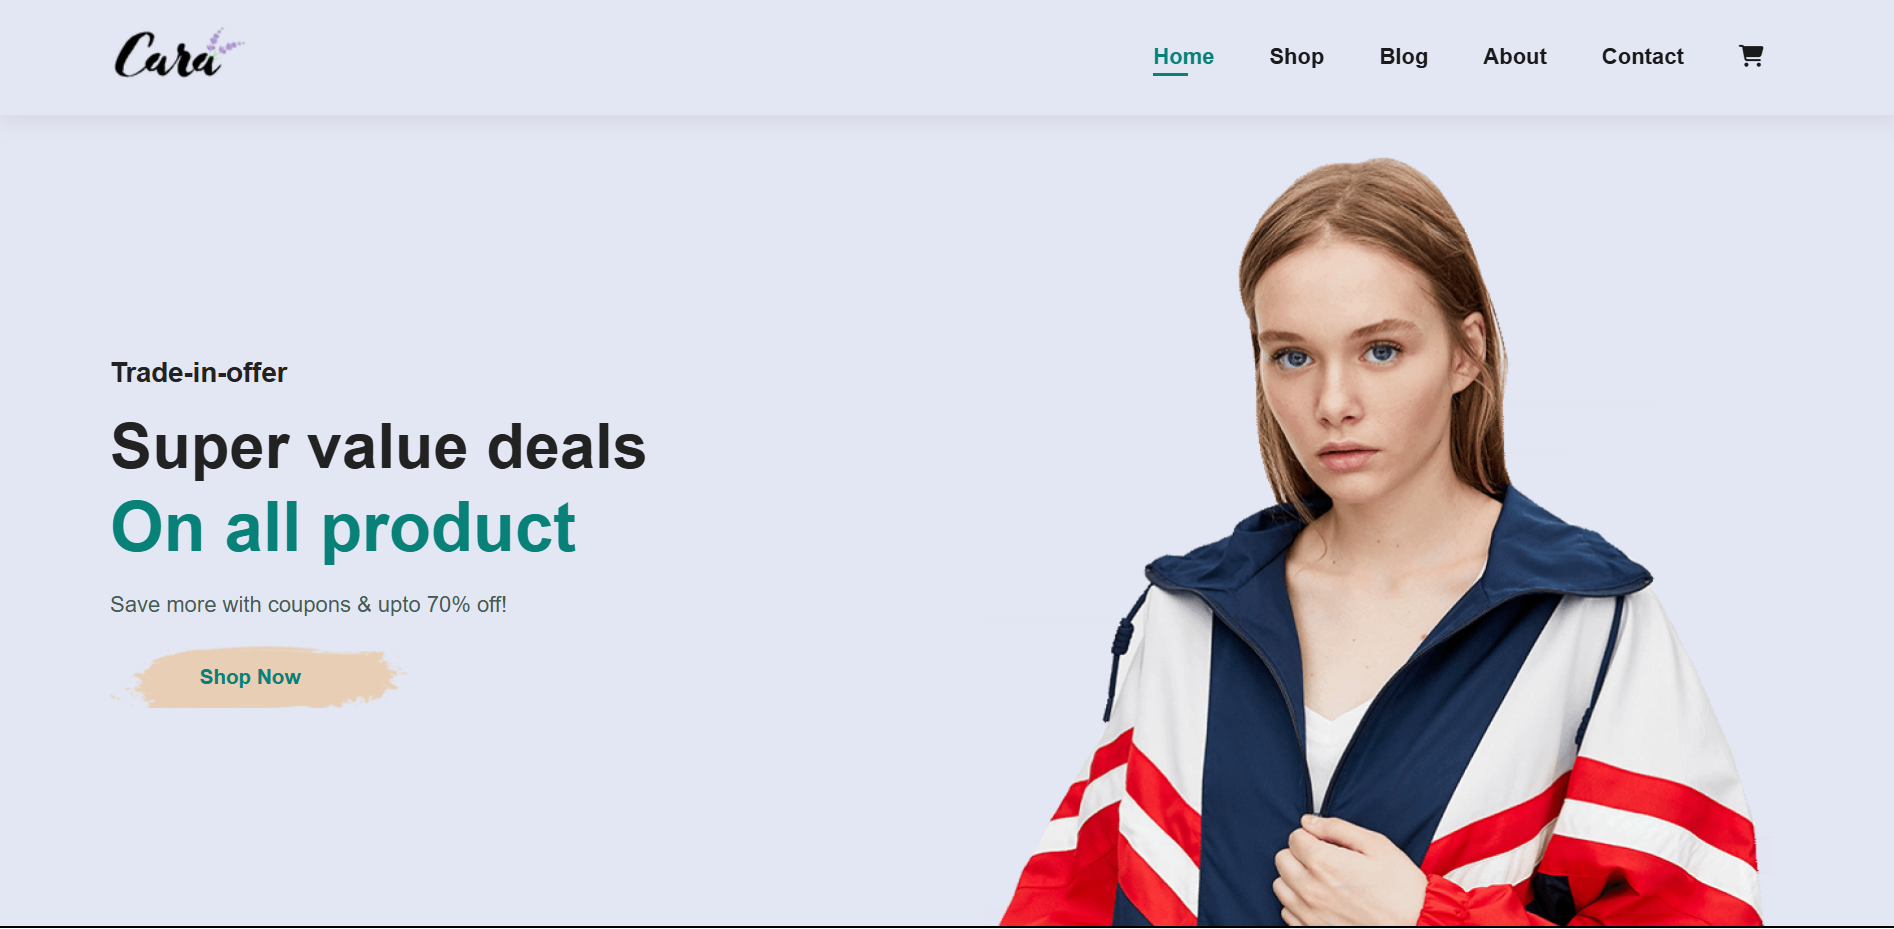 Cara
Home Shop Blog About Contact
Trade-in-offer
Super value deals
On all product
Save more with coupons & upto 70% off!
Shop Now